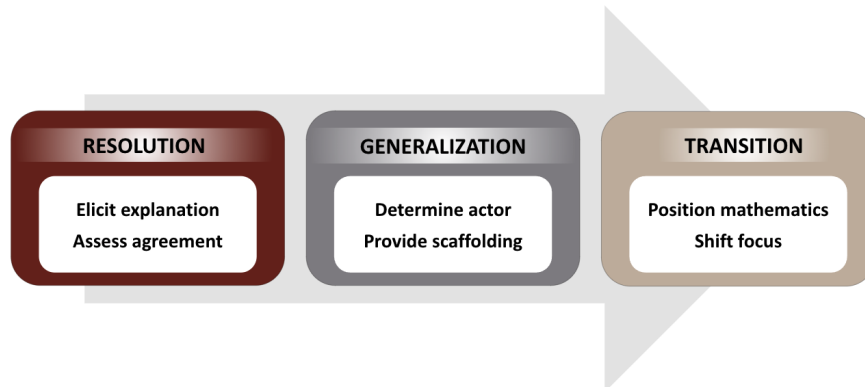 RESOLUTION
Elicit explanation
Assess agreement
GENERALIZATION
Determine actor
Provide scaffolding
TRANSITION
Position mathematics
Shift focus